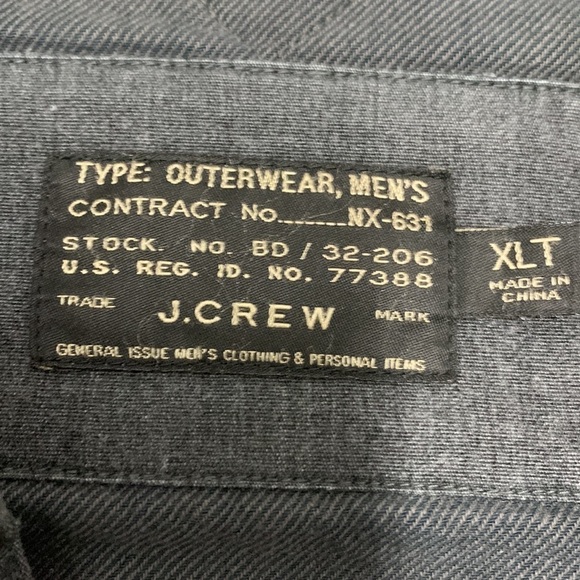 TYPE: OUTERWEAR, MEN'S
CONTRACT NO.______NX-631
STOCK. NO. BD / 32-206
U.S. REG. ID. NO. 77388
TRADE J.CREW MARK
GENERAL ISSUE MEN'S CLOTHING & PERSONAL ITEMS
XLT
MADE IN
CHINA